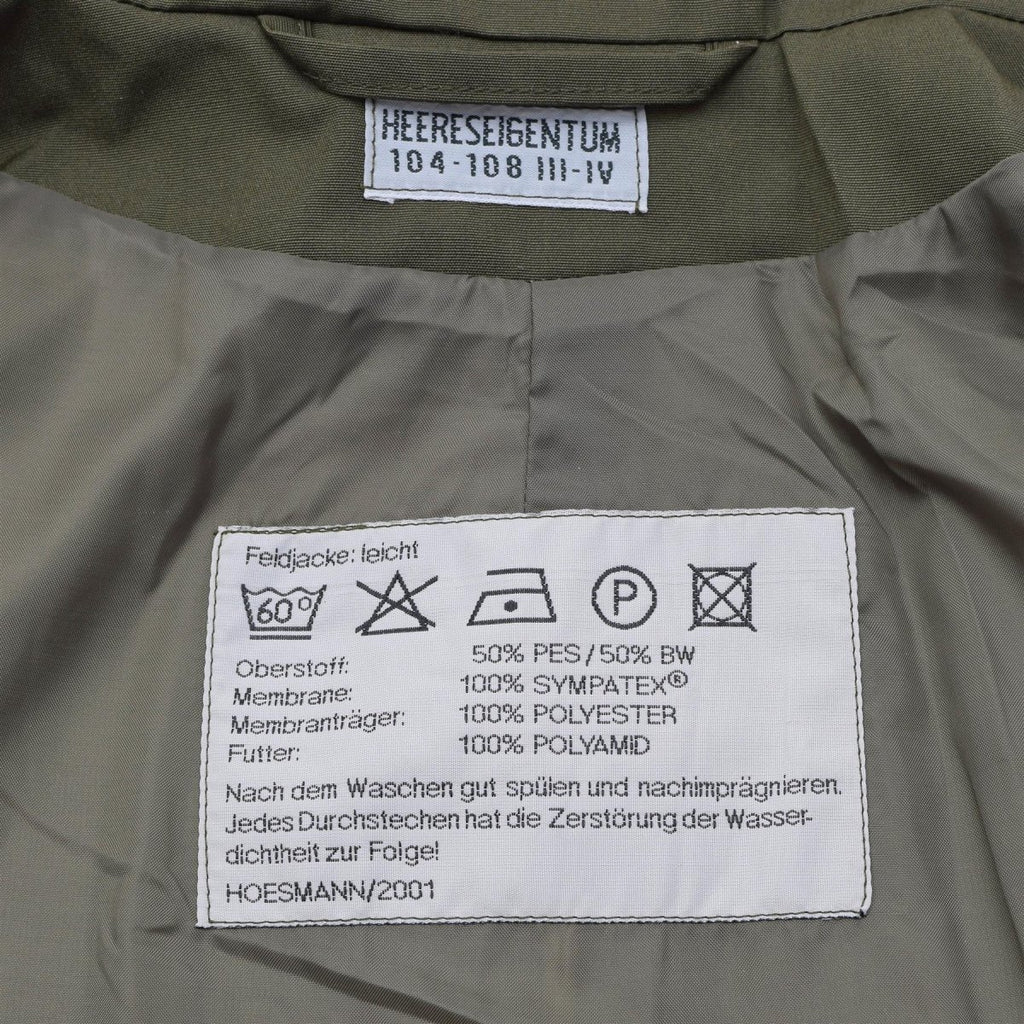 HEERESEIGENTUM
104-108 III-IV
Feldjacke: leicht
60° P
Oberstoff: 50% PES/50% BW
Membrane: 100% SYMPATEX®
Membranträger: 100% POLYESTER
Futter: 100% POLYAMID
Nach dem Waschen gut spülen und nachimprägnieren.
Jedes Durchstechen hat die Zerstörung der Wasser-
dichtheit zur Folge!
HOESMANN/2001